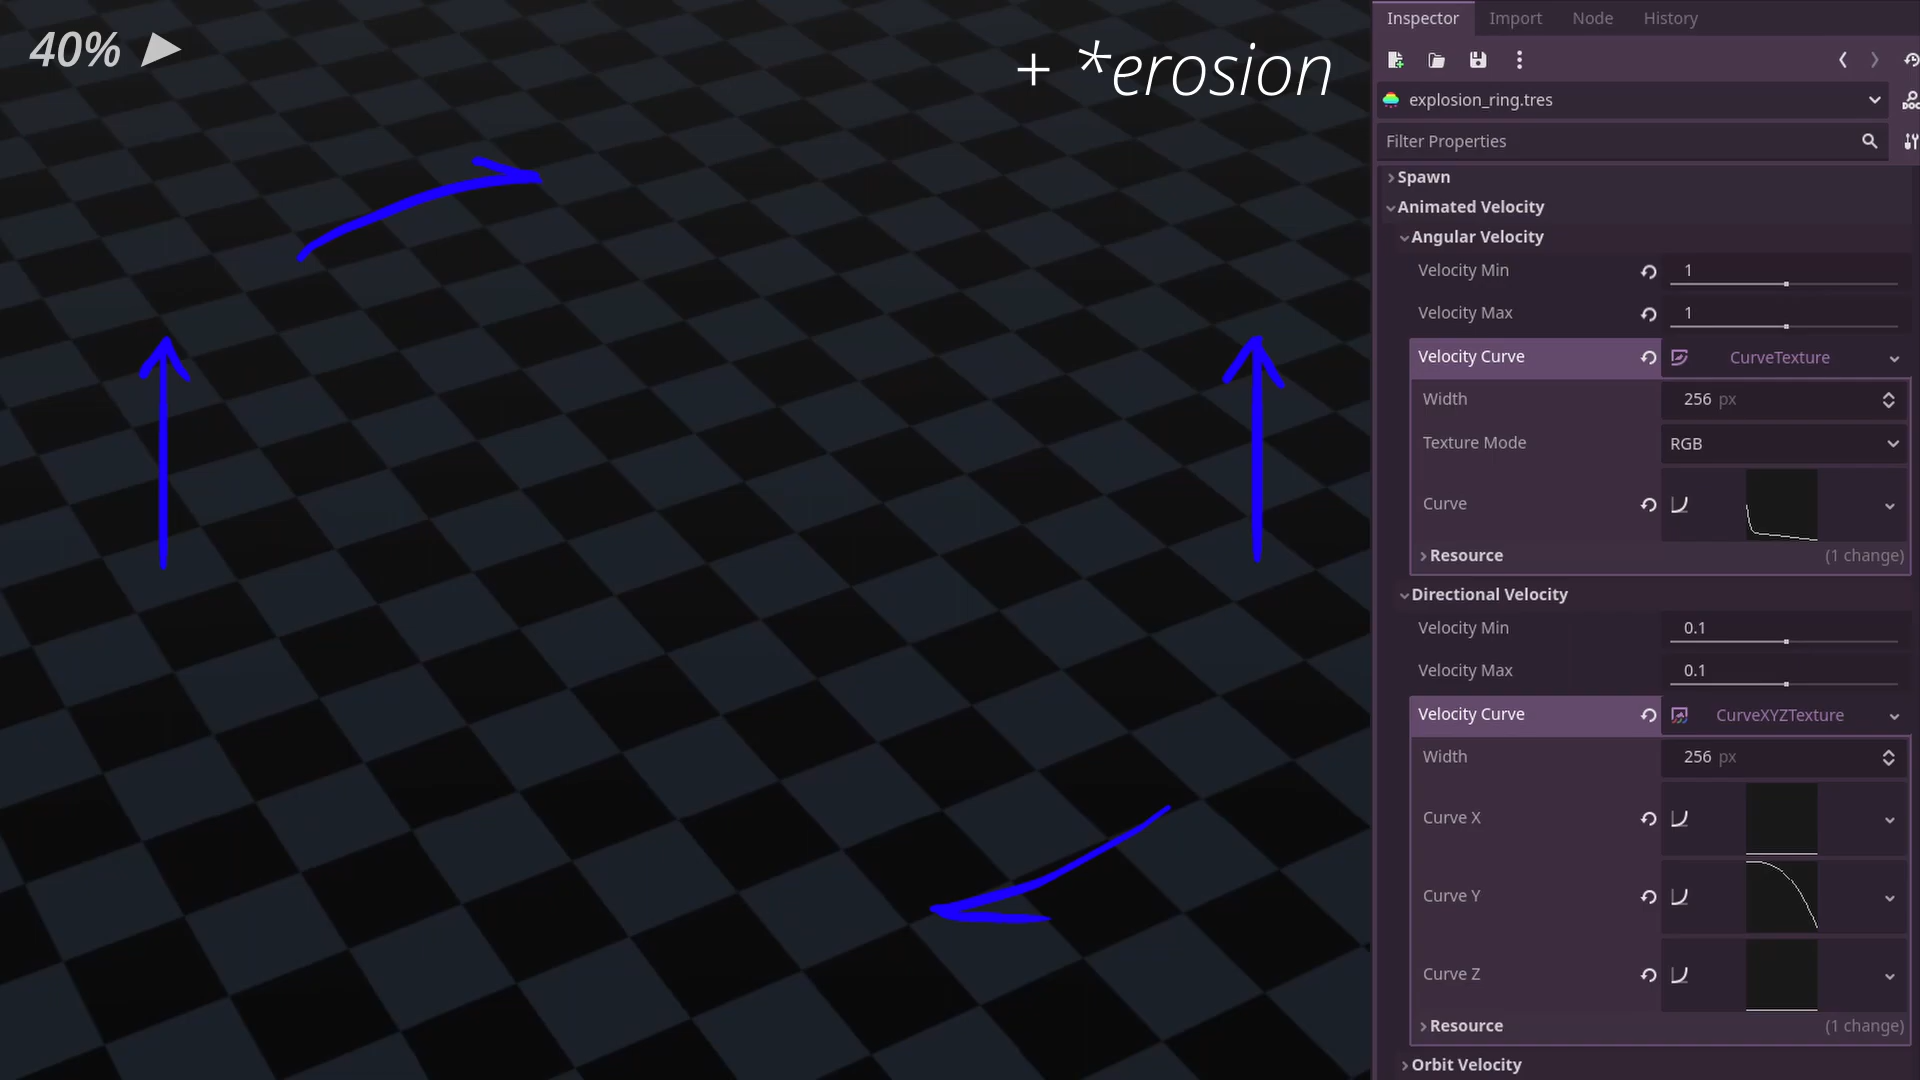 40%
+ *erosion
Inspector Import Node History
explosion_ring.tres
DOC
Filter Properties
Spawn
Animated Velocity
Angular Velocity
Velocity Min 1
Velocity Max 1
Velocity Curve CurveTexture
Width 256 px
Texture Mode RGB
Curve
Resource (1 change)
Directional Velocity
Velocity Min 0.1
Velocity Max 0.1
Velocity Curve CurveXYZTexture
Width 256 px
Curve X
Curve Y
Curve Z
Resource (1 change)
Orbit Velocity